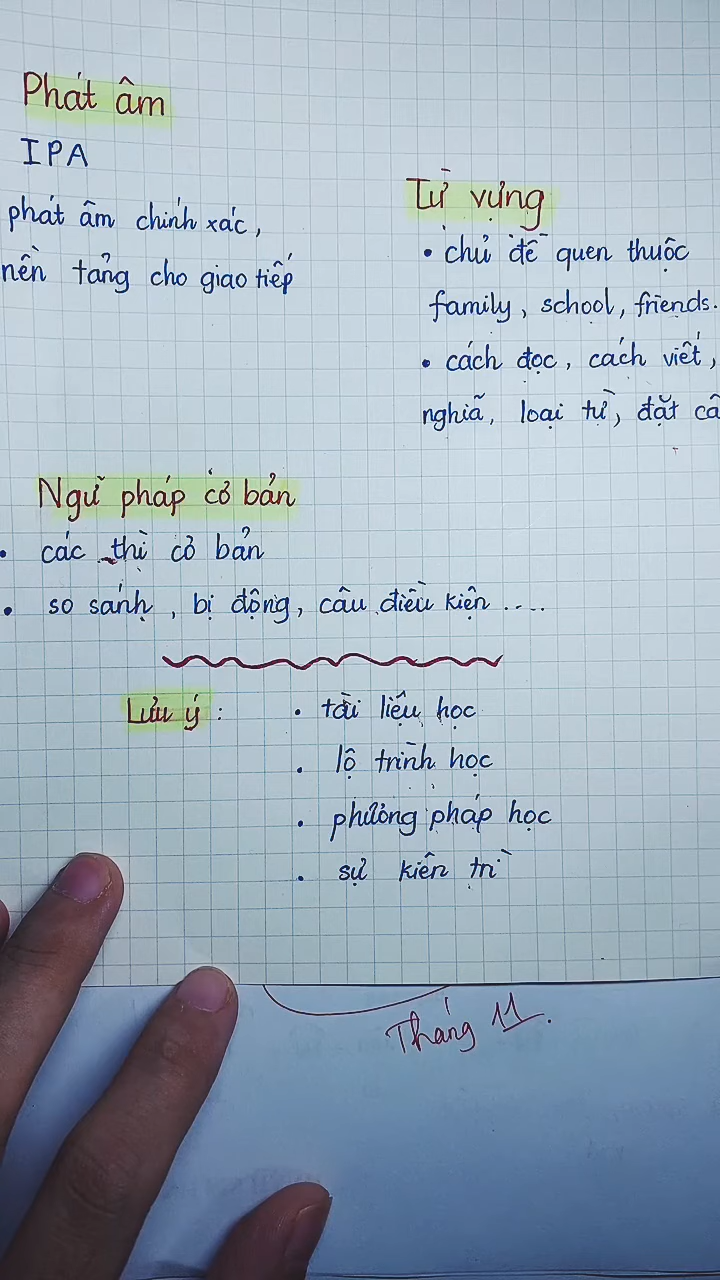 Phát âm
IPA
phát âm chính xác,
nền tảng cho giao tiếp
Từ vựng
• chủ đề quen thuộc
family, school, friends.
• cách đọc, cách viết,
nghĩa, loại từ, đặt
Ngữ pháp cơ bản
• các thì cơ bản
• so sánh, bị động, câu điều kiện ....
Lưu ý :
• tài liệu học
• lộ trình học
• phương pháp học
• sự kiên trì
Tháng 11.